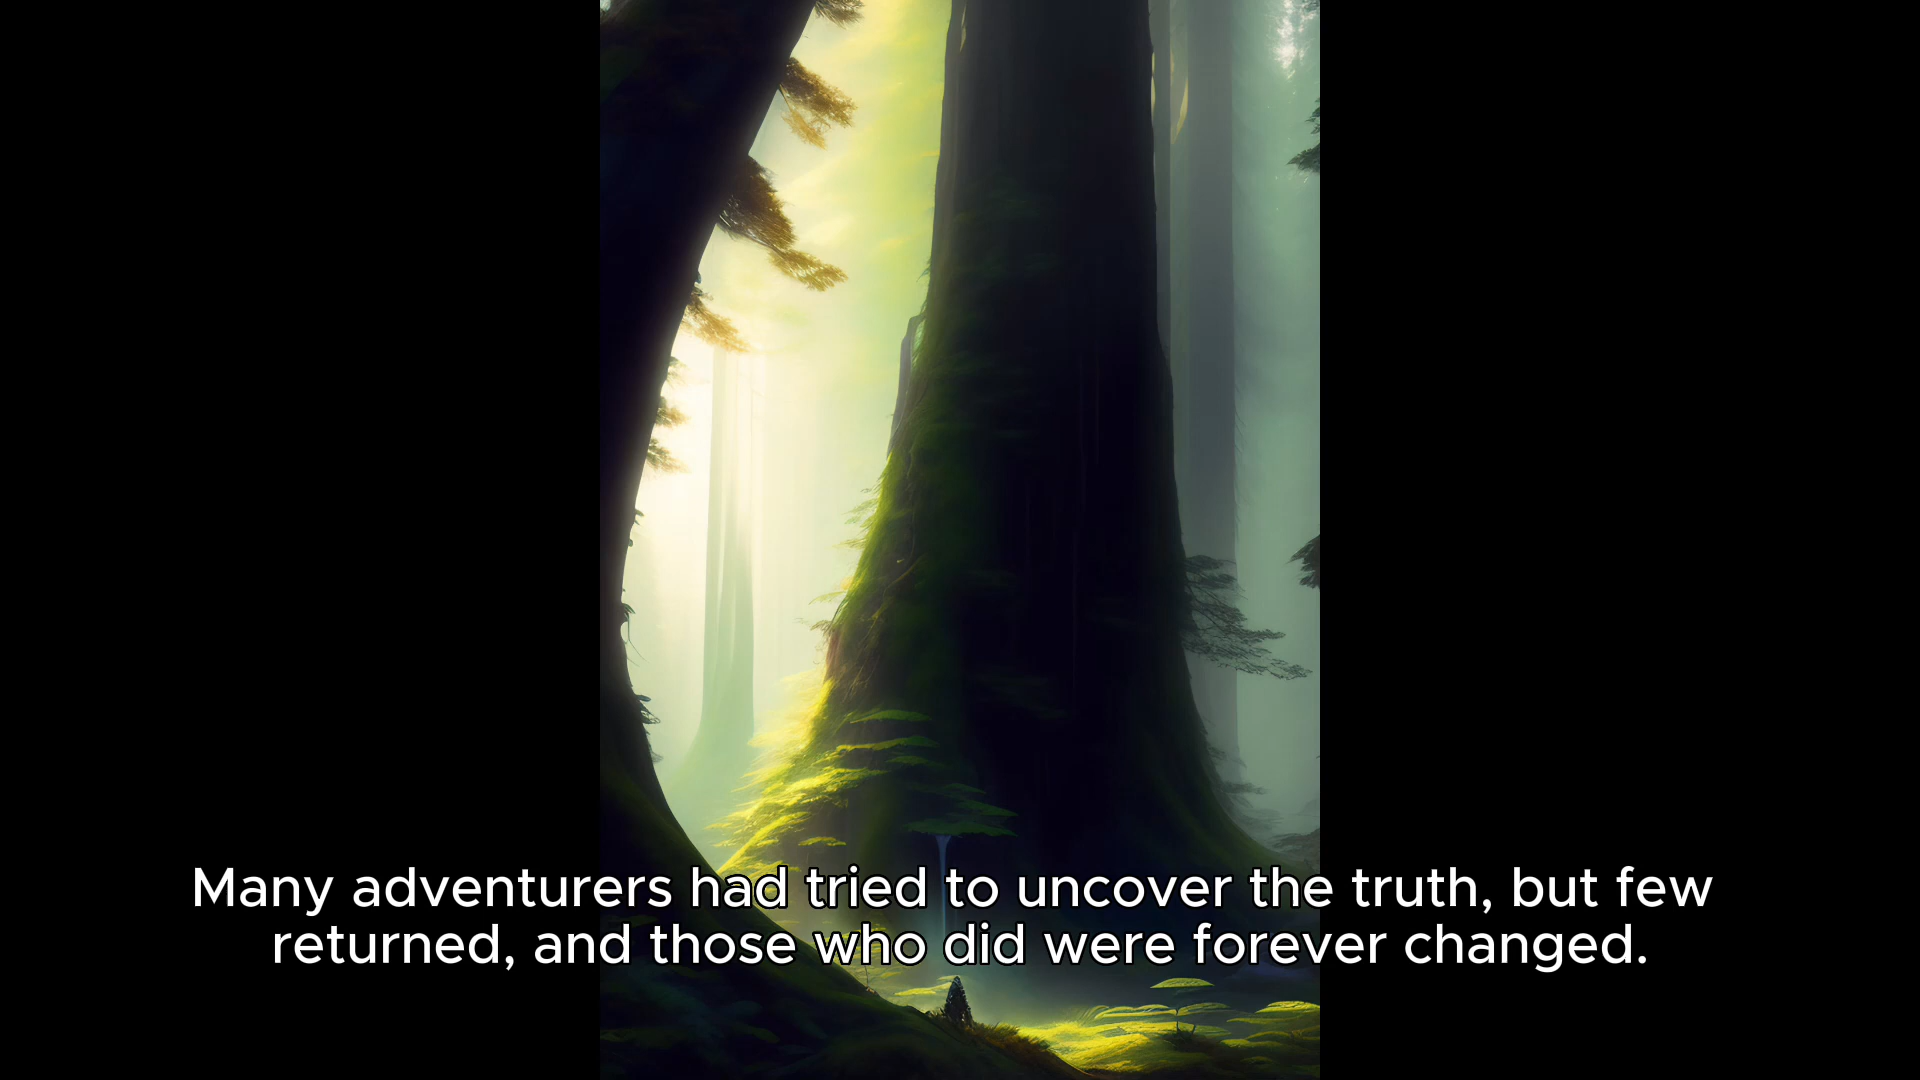 Many adventurers had tried to uncover the truth, but few
returned, and those who did were forever changed.